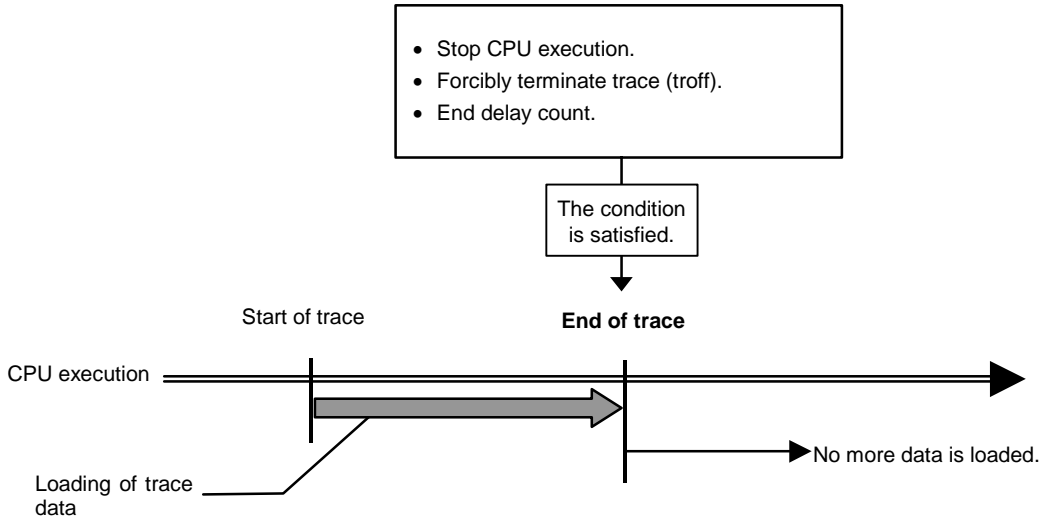 • Stop CPU execution.
• Forcibly terminate trace (troff).
• End delay count.
The condition
is satisfied.
Start of trace
End of trace
CPU execution
No more data is loaded.
Loading of trace
data